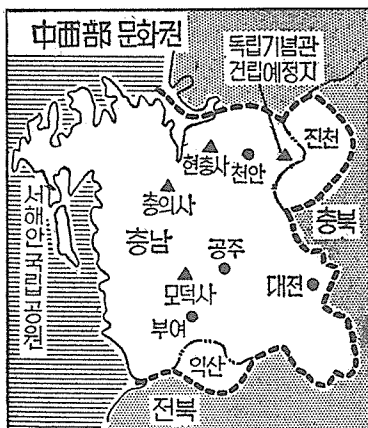 中西部 문화권
독립기념관
건립예정지
진천
현충사
천안
충의사
충북
서해안국립공원
충남
공주
모덕사
대전
부여
익산
전북